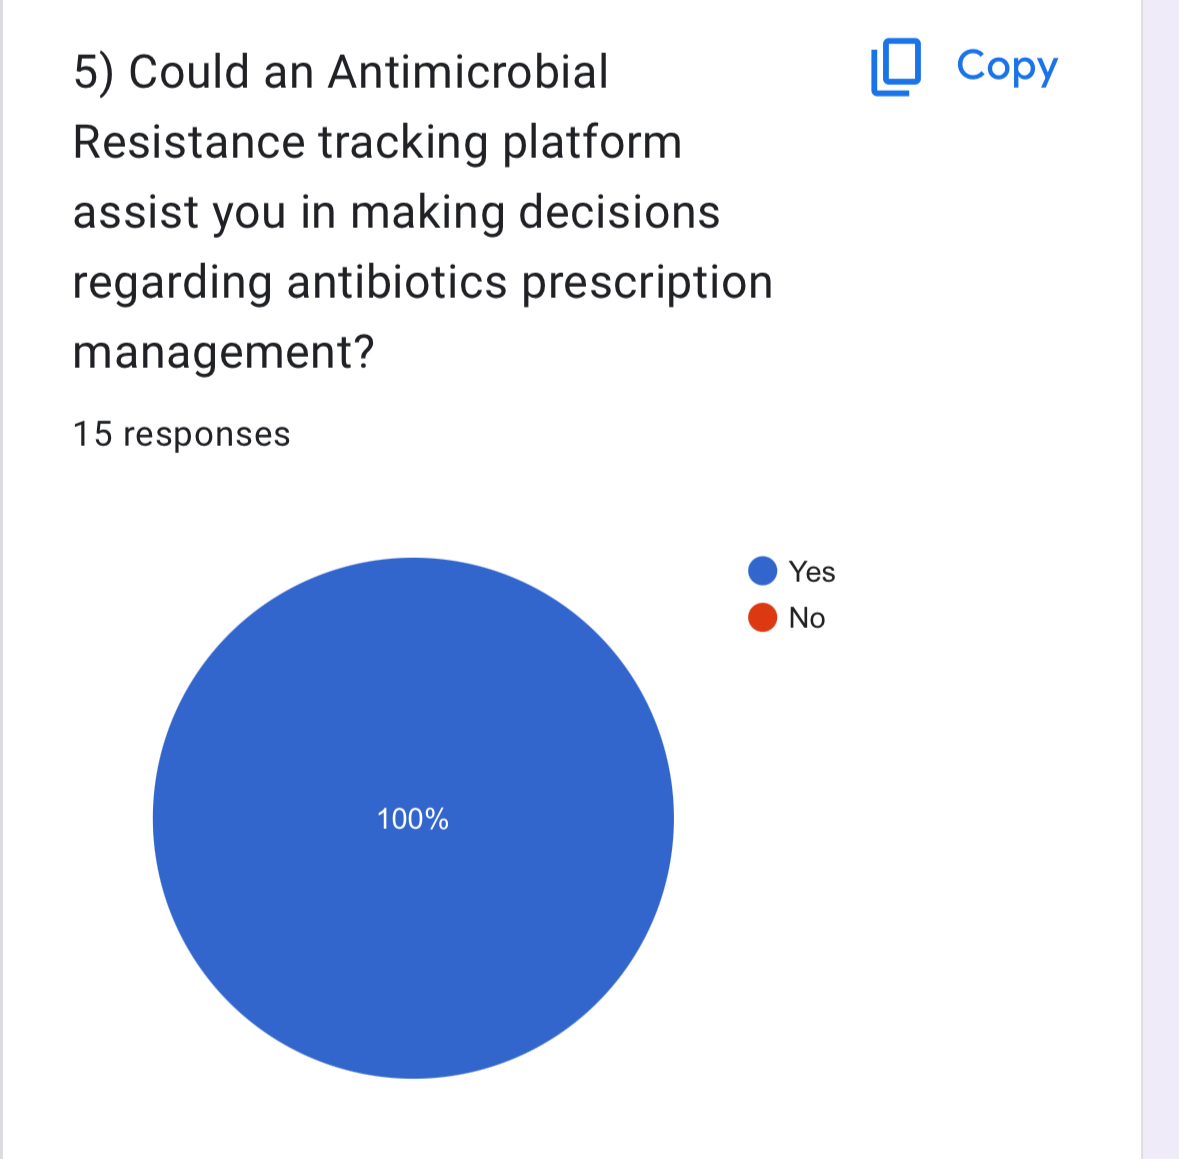 5) Could an Antimicrobial
Resistance tracking platform
assist you in making decisions
regarding antibiotics prescription
management?
Copy
15 responses
Yes
No
100%